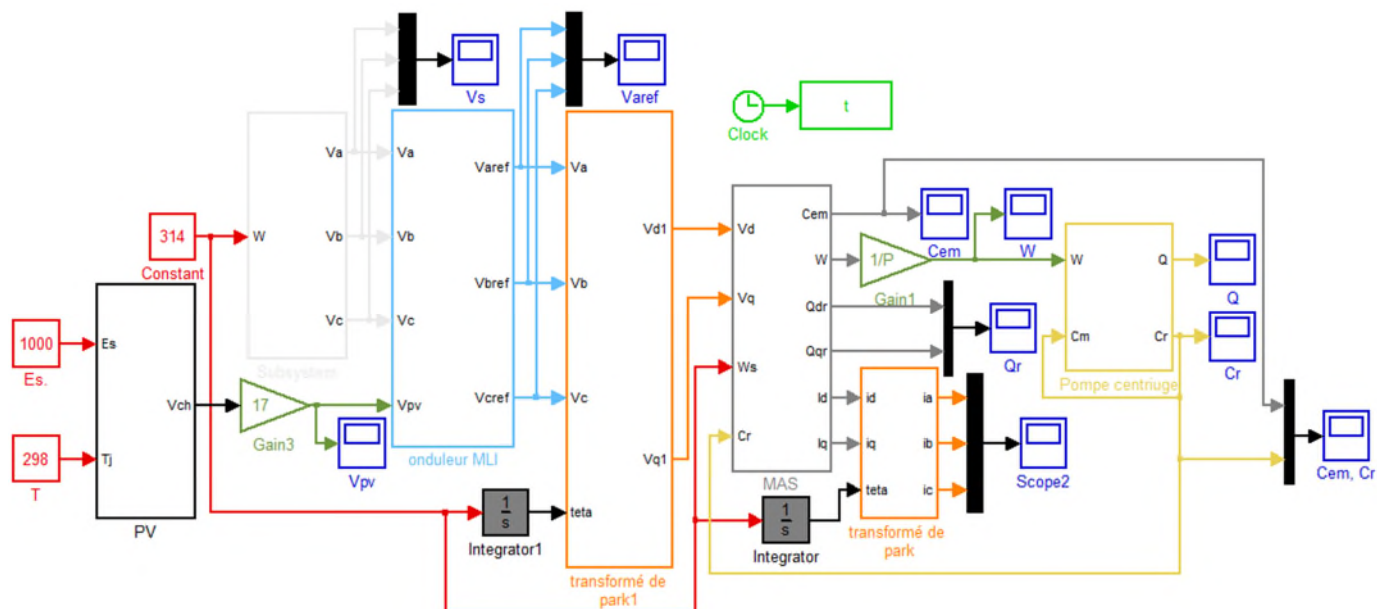 Vs
Varef
t
Clock
Va
Vb
Vc
W
Subsystem
Va
Vb
Vc
Vpv
Varef
Vbref
Vcref
onduleur MLI
Va
Vb
Vc
teta
Vd1
Vq1
transformé de
park1
314
Constant
1000
Es.
298
T
Es
Tj
Vch
PV
17
Gain3
Vpv
1
s
Integrator1
Vd
Vq
Ws
Cr
Cem
W
Qdr
Qqr
Id
Iq
MAS
1
s
Integrator
1/P
Gain1
Cem
W
Qr
id
iq
teta
ia
ib
ic
transformé de
park
Scope2
W
Cm
Q
Cr
Pompe centriuge
Q
Cr
Cem, Cr